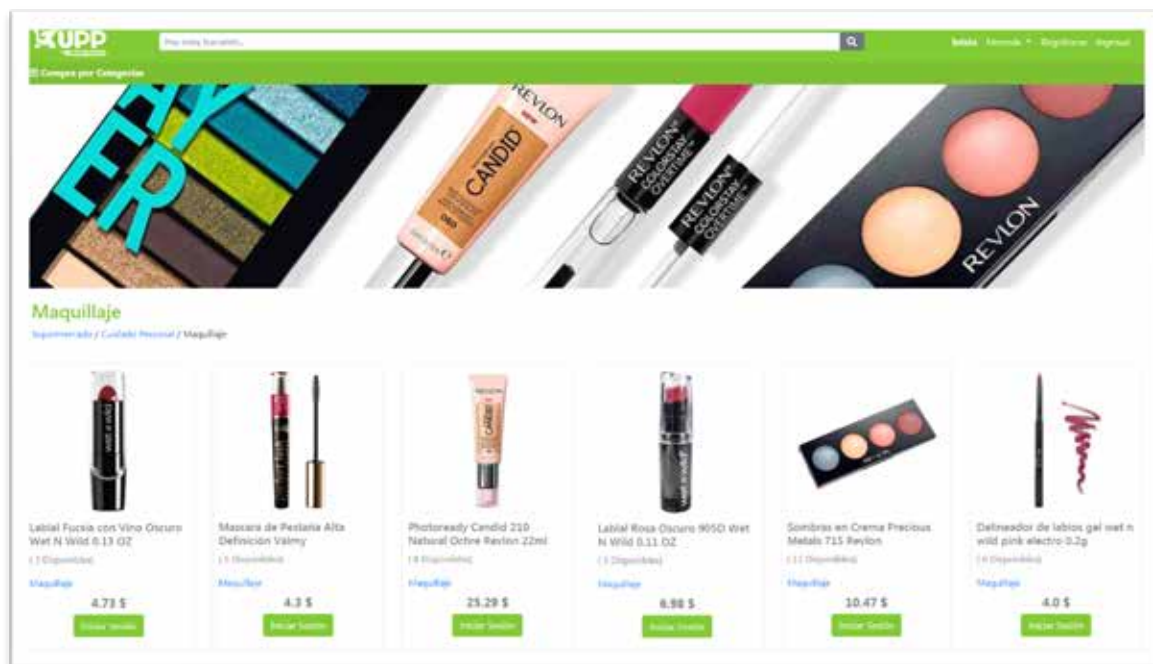 UPP
Inicio Moneda Registrarse Ingresar
Compra por Categorías
LAYER
REVLON
NEW
CANDID
REVLON
COLORSTAY
OVERTIME
REVLON
COLORSTAY
OVERTIME
REVLON
Maquillaje
Supermercado / Cuidado Personal / Maquillaje
REVLON
CANDID
Labial Fucsia con Vino Oscuro
Wet N Wild 0.13 OZ
Mascara de Pestaña Alta
Definición Valmy
Photoready Candid 210
Natural Ochre Revlon 22ml
Labial Rosa Oscuro 905D Wet
N Wild 0.11 OZ
Sombras en Crema Precious
Metals 715 Revlon
Delineador de labios gel wet n
wild pink electro 0.2g
Maquillaje
Maquillaje
Maquillaje
Maquillaje
Maquillaje
Maquillaje
4.73 $
4.3 $
25.29 $
6.98 $
10.47 $
4.0 $
Iniciar Sesión
Iniciar Sesión
Iniciar Sesión
Iniciar Sesión
Iniciar Sesión
Iniciar Sesión